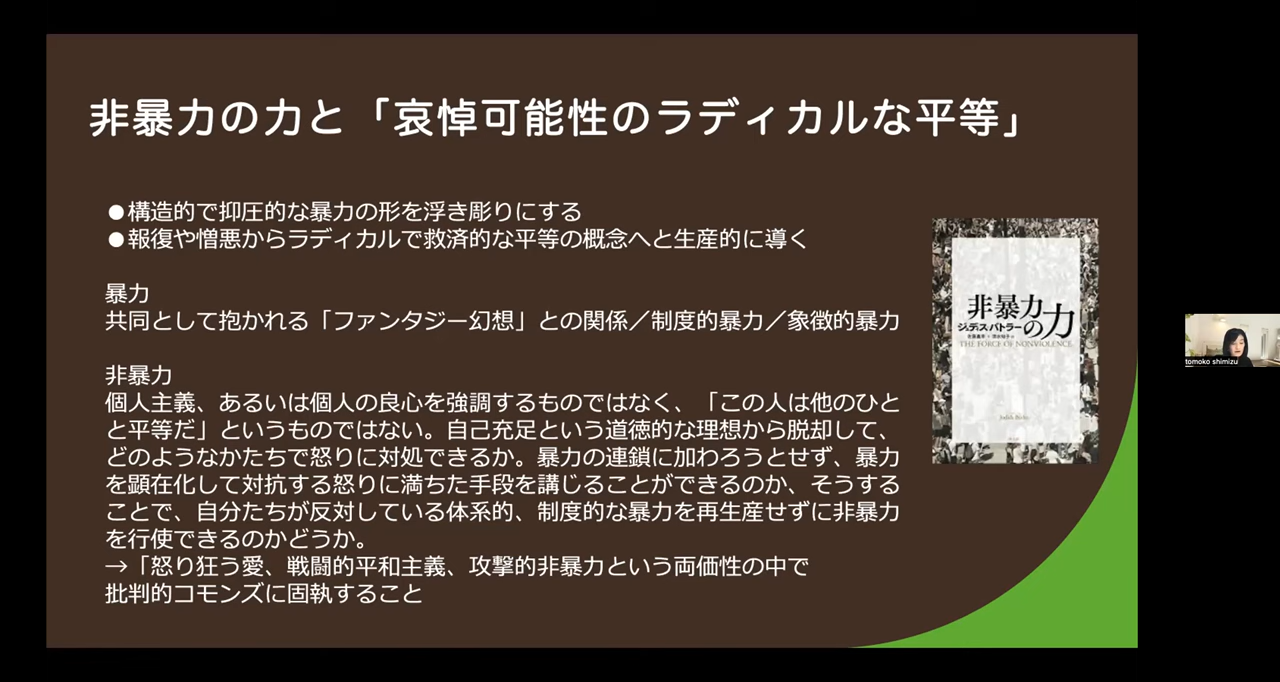 非暴力の力と「哀悼可能性のラディカルな平等」
●構造的で抑圧的な暴力の形を浮き彫りにする
●報復や憎悪からラディカルで救済的な平等の概念へと生産的に導く
暴力
共同として抱かれる「ファンタジー幻想」との関係／制度的暴力／象徴的暴力
非暴力
個人主義、あるいは個人の良心を強調するものではなく、「この人は他のひと
と平等だ」というものではない。自己充足という道徳的な理想から脱却して、
どのようなかたちで怒りに対処できるか。暴力の連鎖に加わろうとせず、暴力
を顕在化して対抗する怒りに満ちた手段を講じることができるのか、そうする
ことで、自分たちが反対している体系的、制度的な暴力を再生産せずに非暴力
を行使できるのかどうか。
→「怒り狂う愛、戦闘的平和主義、攻撃的非暴力という両価性の中で
批判的コモンズに固執すること
非暴力の力
ジュディス・バトラー
THE FORCE OF NONVIOLENCE
Judith Butler
tomoko shimizu